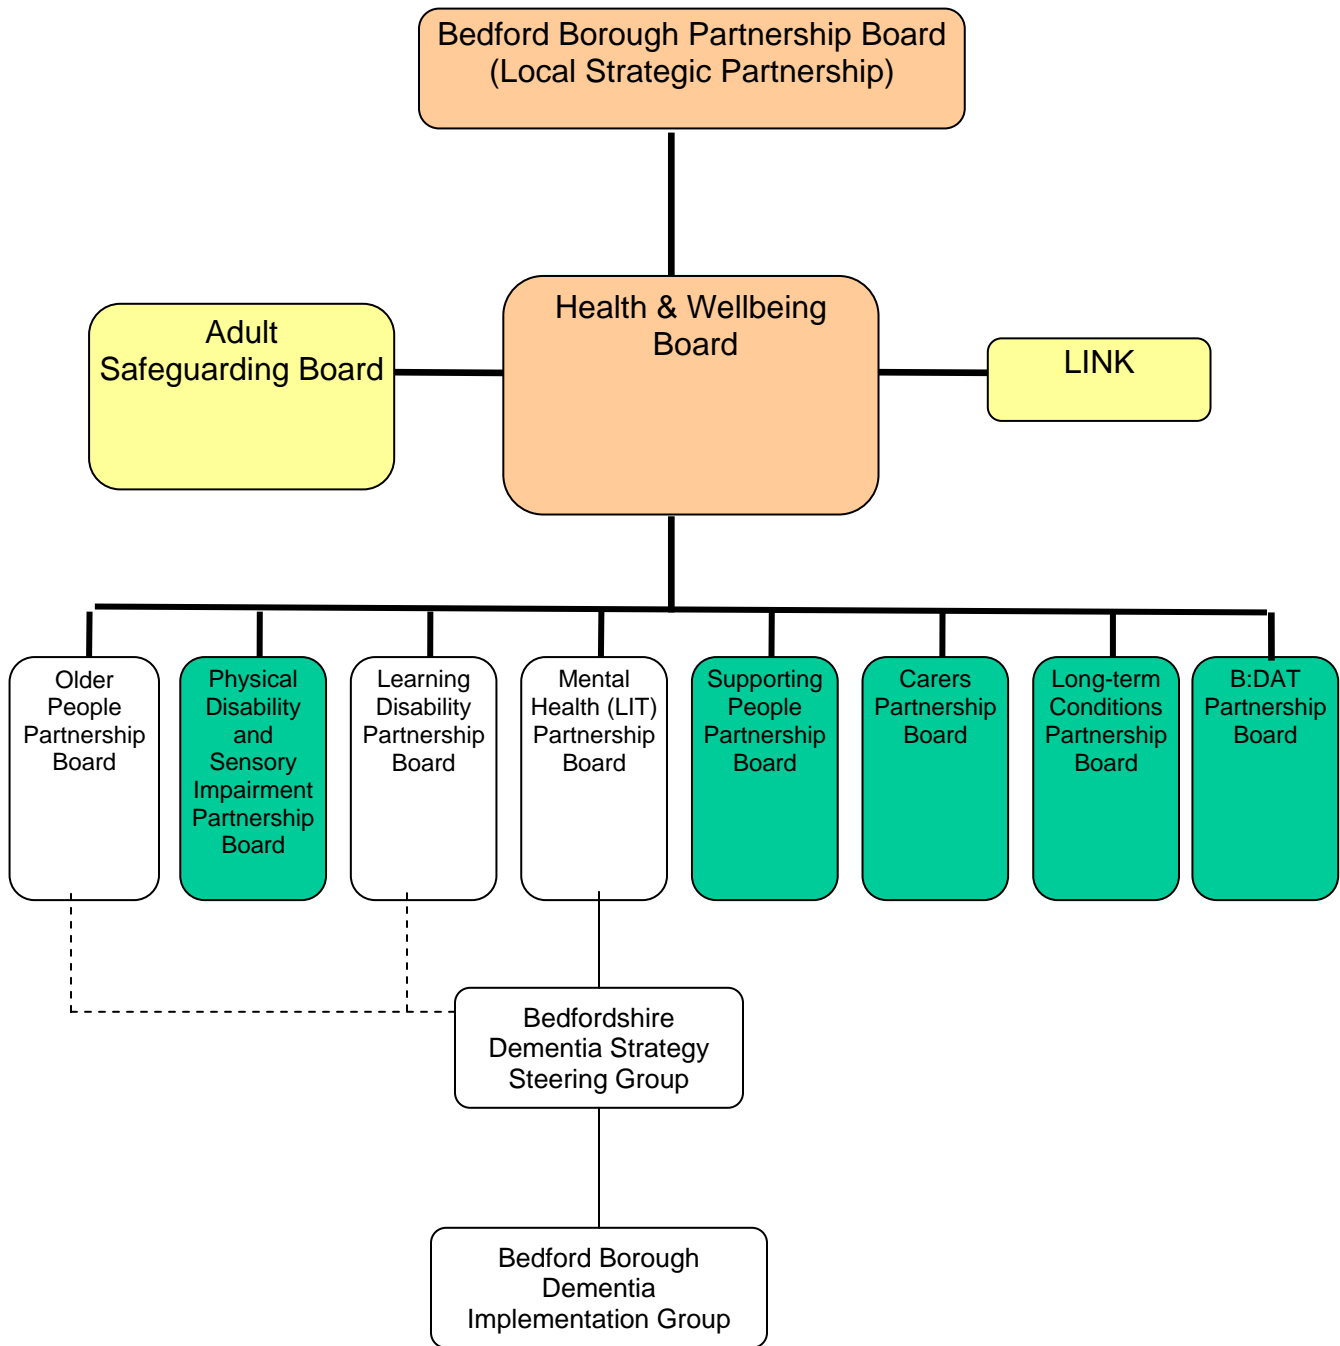 Bedford Borough Partnership Board
(Local Strategic Partnership)
Health & Wellbeing
Board
Adult
Safeguarding Board
LINK
Older
People
Partnership
Board
Physical
Disability
and
Sensory
Impairment
Partnership
Board
Learning
Disability
Partnership
Board
Mental
Health (LIT)
Partnership
Board
Supporting
People
Partnership
Board
Carers
Partnership
Board
Long-term
Conditions
Partnership
Board
B:DAT
Partnership
Board
Bedfordshire
Dementia Strategy
Steering Group
Bedford Borough
Dementia
Implementation Group